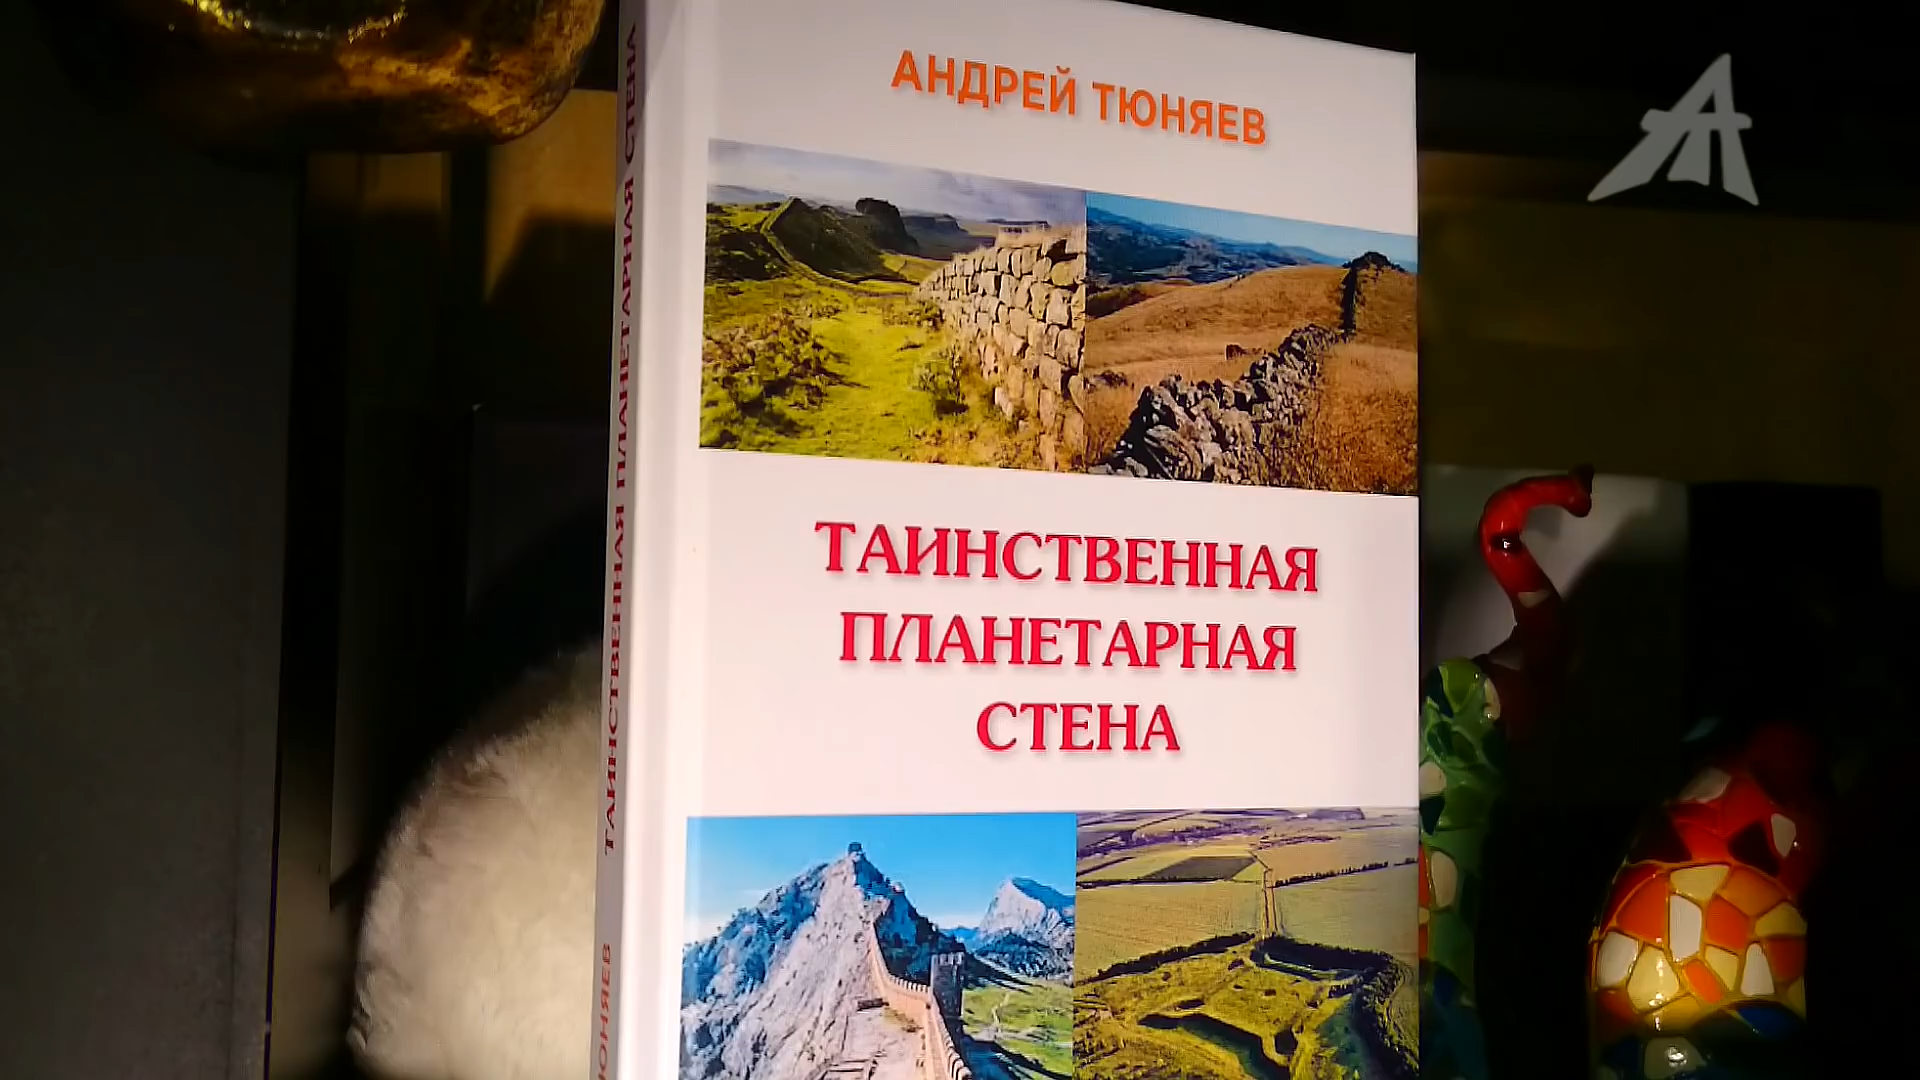 АНДРЕЙ ТЮНЯЕВ
ТАИНСТВЕННАЯ
ПЛАНЕТАРНАЯ
СТЕНА
ТАИНСТВЕННАЯ ПЛАНЕТАРНАЯ СТЕНА